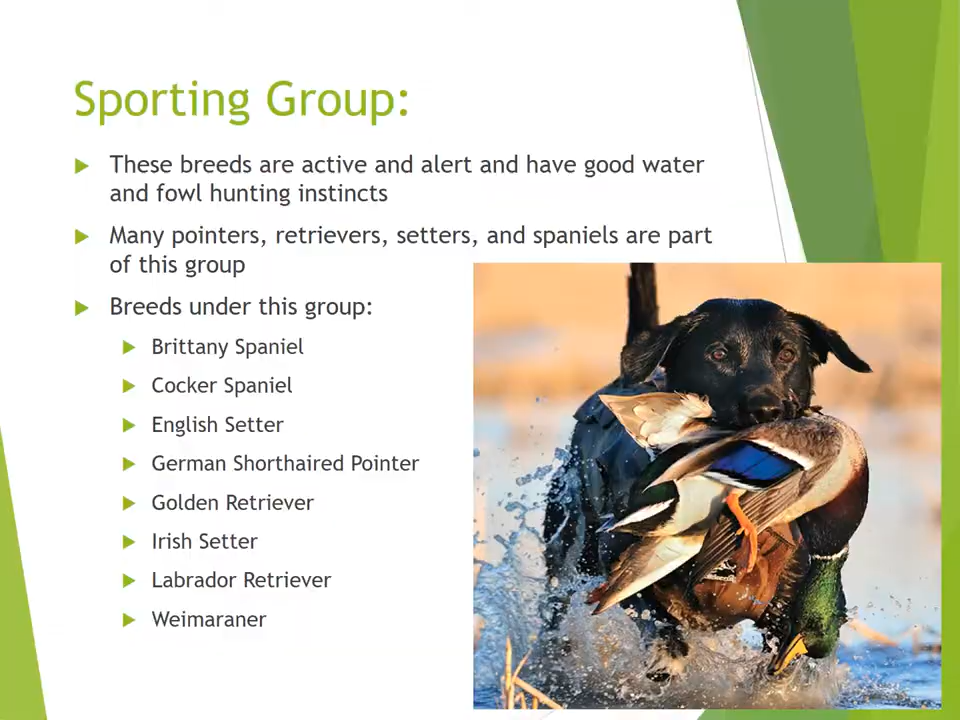 Sporting Group:
These breeds are active and alert and have good water
and fowl hunting instincts
Many pointers, retrievers, setters, and spaniels are part
of this group
Breeds under this group:
Brittany Spaniel
Cocker Spaniel
English Setter
German Shorthaired Pointer
Golden Retriever
Irish Setter
Labrador Retriever
Weimaraner